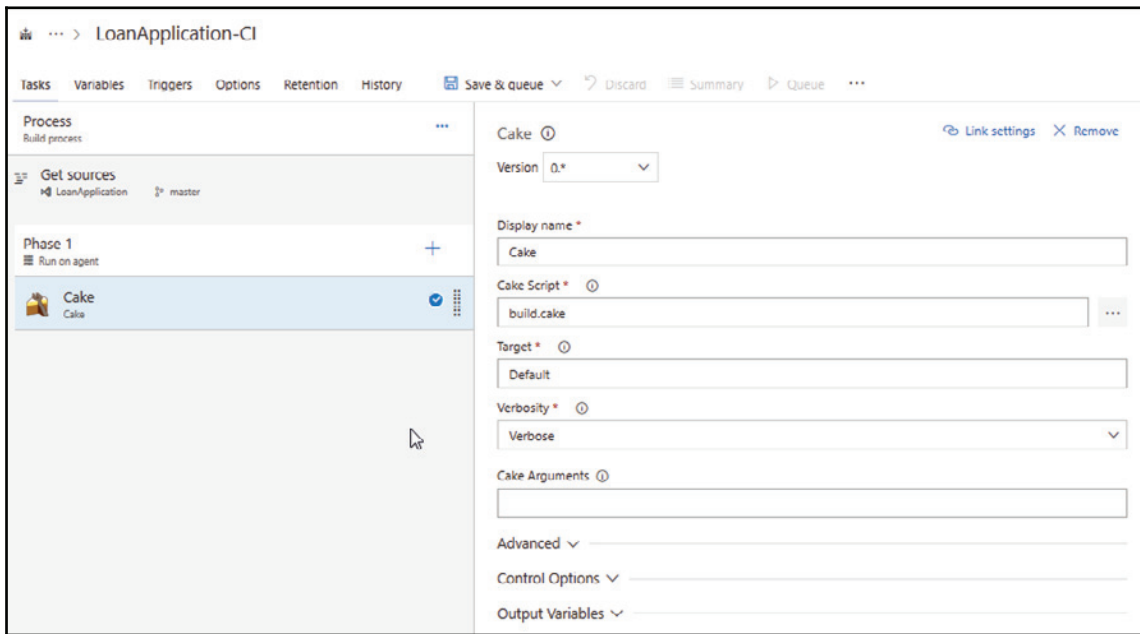 ··· > LoanApplication-CI
Tasks Variables Triggers Options Retention History Save & queue Discard Summary Queue ···
Process ···
Build process
Get sources
LoanApplication master
Phase 1 +
Run on agent
Cake
Cake
Cake Link settings Remove
Version 0.*
Display name *
Cake
Cake Script *
build.cake ···
Target *
Default
Verbosity *
Verbose
Cake Arguments
Advanced
Control Options
Output Variables